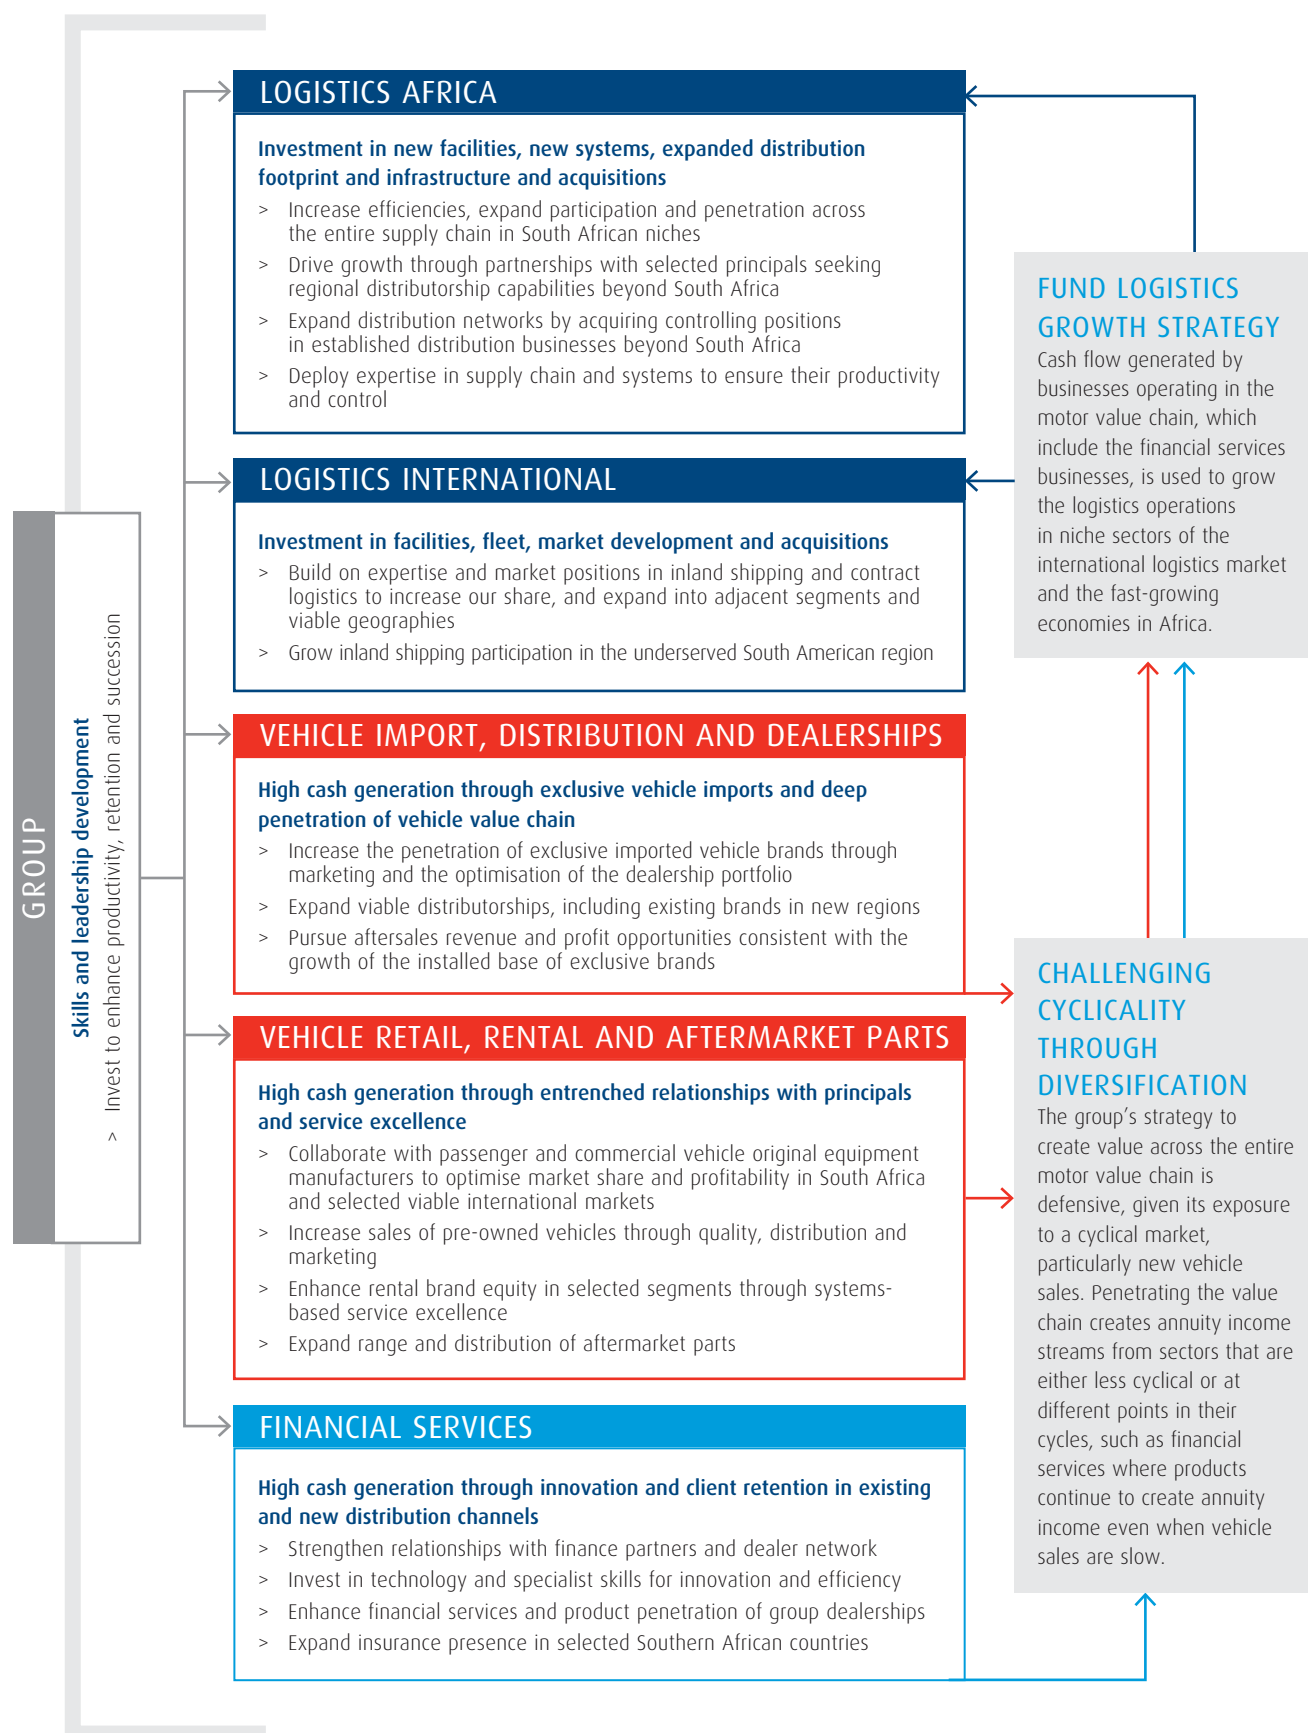 GROUP
Skills and leadership development
> Invest to enhance productivity, retention and succession
LOGISTICS AFRICA
Investment in new facilities, new systems, expanded distribution
footprint and infrastructure and acquisitions
> Increase efficiencies, expand participation and penetration across
the entire supply chain in South African niches
> Drive growth through partnerships with selected principals seeking
regional distributorship capabilities beyond South Africa
> Expand distribution networks by acquiring controlling positions
in established distribution businesses beyond South Africa
> Deploy expertise in supply chain and systems to ensure their productivity
and control
LOGISTICS INTERNATIONAL
Investment in facilities, fleet, market development and acquisitions
> Build on expertise and market positions in inland shipping and contract
logistics to increase our share, and expand into adjacent segments and
viable geographies
> Grow inland shipping participation in the underserved South American region
VEHICLE IMPORT, DISTRIBUTION AND DEALERSHIPS
High cash generation through exclusive vehicle imports and deep
penetration of vehicle value chain
> Increase the penetration of exclusive imported vehicle brands through
marketing and the optimisation of the dealership portfolio
> Expand viable distributorships, including existing brands in new regions
> Pursue aftersales revenue and profit opportunities consistent with the
growth of the installed base of exclusive brands
VEHICLE RETAIL, RENTAL AND AFTERMARKET PARTS
High cash generation through entrenched relationships with principals
and service excellence
> Collaborate with passenger and commercial vehicle original equipment
manufacturers to optimise market share and profitability in South Africa
and selected viable international markets
> Increase sales of pre-owned vehicles through quality, distribution and
marketing
> Enhance rental brand equity in selected segments through systems-
based service excellence
> Expand range and distribution of aftermarket parts
FINANCIAL SERVICES
High cash generation through innovation and client retention in existing
and new distribution channels
> Strengthen relationships with finance partners and dealer network
> Invest in technology and specialist skills for innovation and efficiency
> Enhance financial services and product penetration of group dealerships
> Expand insurance presence in selected Southern African countries
FUND LOGISTICS
GROWTH STRATEGY
Cash flow generated by
businesses operating in the
motor value chain, which
include the financial services
businesses, is used to grow
the logistics operations
in niche sectors of the
international logistics market
and the fast-growing
economies in Africa.
CHALLENGING
CYCLICALITY
THROUGH
DIVERSIFICATION
The group's strategy to
create value across the entire
motor value chain is
defensive, given its exposure
to a cyclical market,
particularly new vehicle
sales. Penetrating the value
chain creates annuity income
streams from sectors that are
either less cyclical or at
different points in their
cycles, such as financial
services where products
continue to create annuity
income even when vehicle
sales are slow.